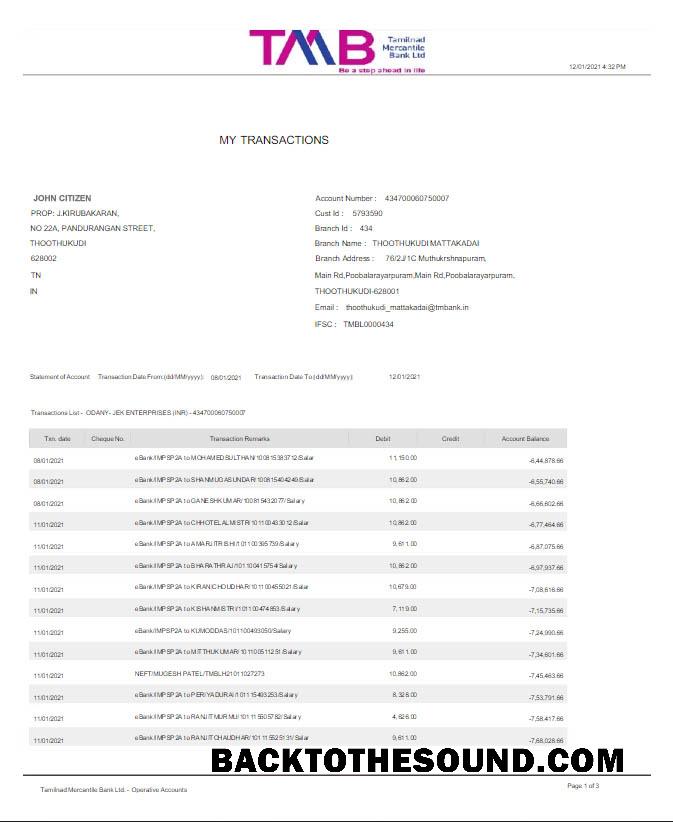 TMB Tamilnad
Mercantile
Bank Ltd
Be a step ahead in life
12/01/2021 4:32 PM
MY TRANSACTIONS
JOHN CITIZEN
PROP: J.KIRUBAKARAN,
NO 22A, PANDURANGAN STREET,
THOOTHUKUDI
628002
TN
IN
Account Number : 434700060750007
Cust Id : 5793590
Branch Id : 434
Branch Name : THOOTHUKUDI MATTAKADAI
Branch Address : 76/2J/1C Muthukrshnapuram,
Main Rd,Poobalarayarpuram,Main Rd,Poobalarayarpuram,
THOOTHUKUDI-628001
Email : thoothukudi_mattakadai@tmbank.in
IFSC : TMBL0000434
Statement of Account Transaction Date From:(dd/MM/yyyy): 08/01/2021 Transaction Date To:(dd/MM/yyyy): 12/01/2021
Transactions List - ODANY- JEK ENTERPRISES (INR) - 434700060750007
Txn. date Cheque No. Transaction Remarks Debit Credit Account Balance
08/01/2021 eBank/IMPSP2A to MOHAMEDSULTHAN/100815383712/Salar 11,150.00 -6,44,878.66
08/01/2021 eBank/IMPSP2A to SHANMUGASUNDAR/100815404249/Salar 10,862.00 -6,55,740.66
08/01/2021 eBank/IMPSP2A to GANESHKUMAR/100815432077/Salary 10,862.00 -6,66,602.66
11/01/2021 eBank/IMPSP2A to CHHOTELALMISTRI/101100433012/Salar 10,862.00 -6,77,464.66
11/01/2021 eBank/IMPSP2A to AMARJITRISHI/101100395739/Salary 9,611.00 -6,87,075.66
11/01/2021 eBank/IMPSP2A to BHARATHRAJ/101100415754/Salary 10,862.00 -6,97,937.66
11/01/2021 eBank/IMPSP2A to KIRANCHOUDHAR/101100455021/Salar 10,679.00 -7,08,616.66
11/01/2021 eBank/IMPSP2A to KISHANMISTRI/101100474853/Salary 7,119.00 -7,15,735.66
11/01/2021 eBank/IMPSP2A to KUMODDAS/101100493050/Salary 9,255.00 -7,24,990.66
11/01/2021 eBank/IMPSP2A to MITTHUKUMAR/101100511251/Salary 9,611.00 -7,34,601.66
11/01/2021 NEFT/MUGESH PATEL/TMBLH21011027273 10,862.00 -7,45,463.66
11/01/2021 eBank/IMPSP2A to PERIYADURAI/101115493253/Salary 8,328.00 -7,53,791.66
11/01/2021 eBank/IMPSP2A to RANJITMURMU/101115505782/Salary 4,626.00 -7,58,417.66
11/01/2021 eBank/IMPSP2A to RANJITCHAUDHAR/101115525131/Salar 9,611.00 -7,68,028.66
BACKTOTHESOUND.COM
Tamilnad Mercantile Bank Ltd. - Operative Accounts
Page 1 of 3